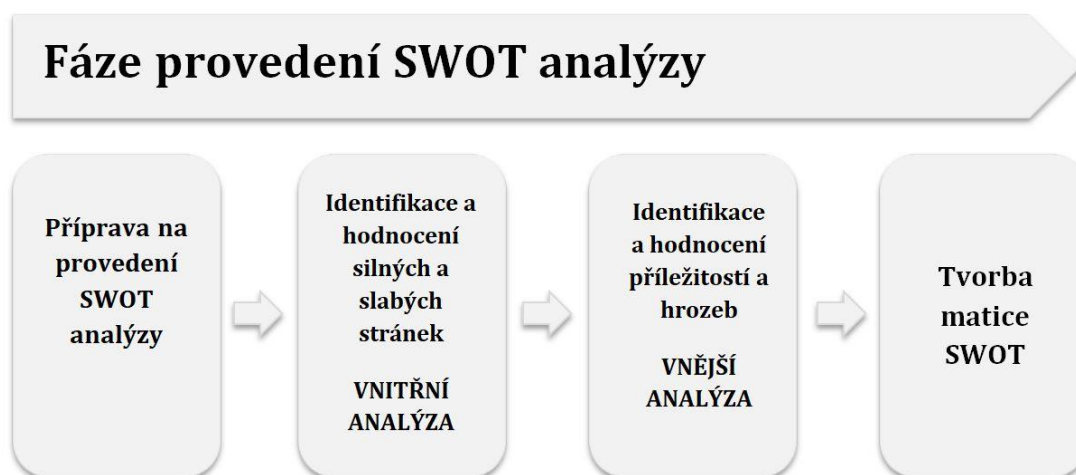 Fáze provedení SWOT analýzy
Příprava na
provedení
SWOT
analýzy
Identifikace a
hodnocení
silných a
slabých
stránek
VNITŘNÍ
ANALÝZA
Identifikace
a hodnocení
příležitostí a
hrozeb
VNĚJŠÍ
ANALÝZA
Tvorba
matice
SWOT